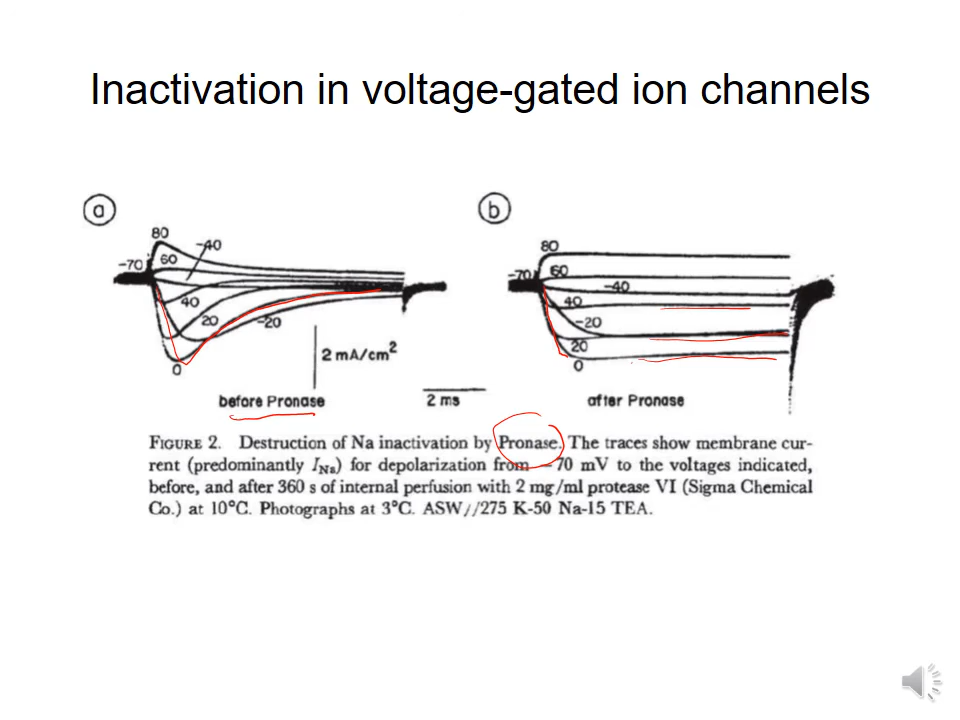 Inactivation in voltage-gated ion channels
a
b
80
-40
-70
60
40
20
-20
0
2 mA/cm²
before Pronase
2 ms
80
-70
60
-40
40
-20
20
0
after Pronase
FIGURE 2. Destruction of Na inactivation by Pronase. The traces show membrane cur-
rent (predominantly I_Na) for depolarization from −70 mV to the voltages indicated,
before, and after 360 s of internal perfusion with 2 mg/ml protease VI (Sigma Chemical
Co.) at 10°C. Photographs at 3°C. ASW//275 K-50 Na-15 TEA.